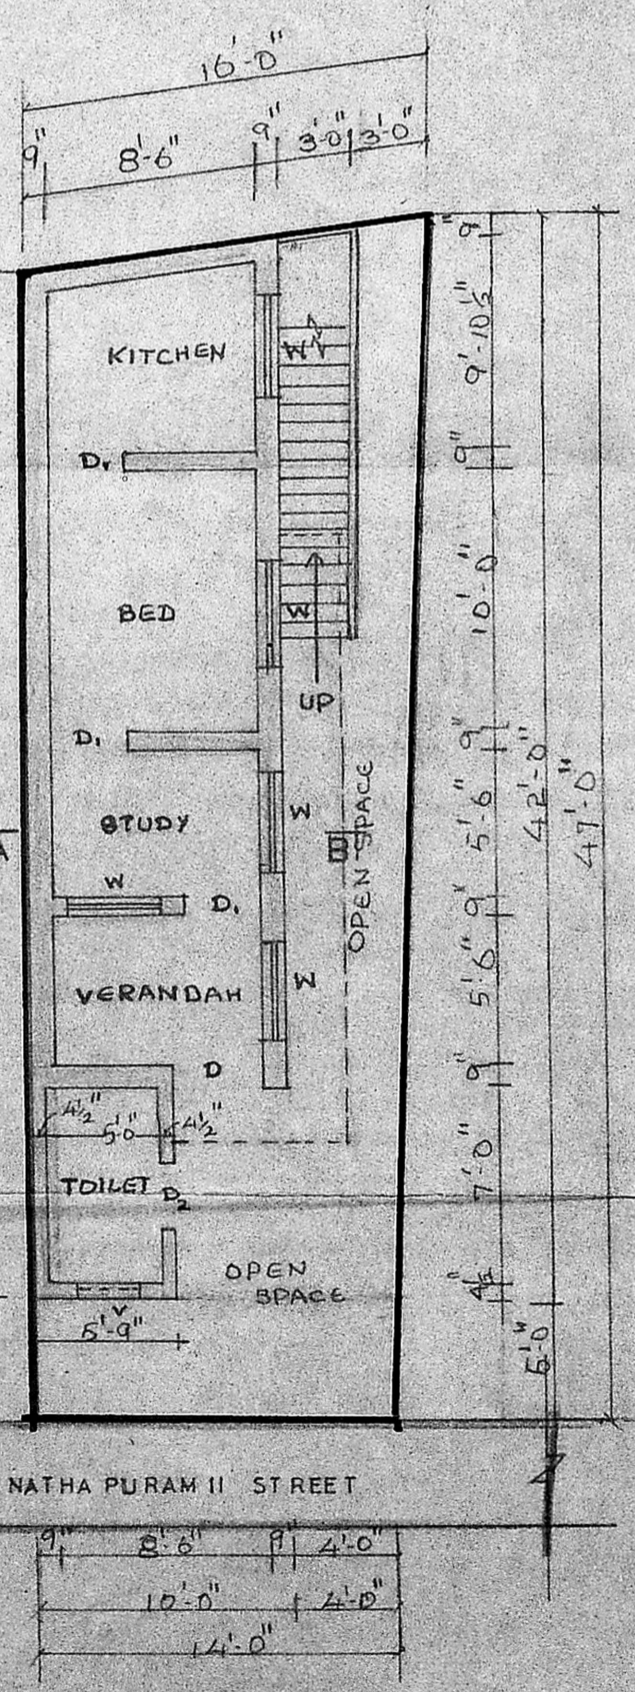 16'-0"
9"
8'-6"
9"
3'-0"
3'-0"
9"
KITCHEN
W
9'-10½"
D1
9"
BED
W
10'-0"
UP
D1
9"
STUDY
W
5'-6"
42'-0"
47'-0"
A
B
OPEN SPACE
W
D1
9"
VERANDAH
W
5'-6"
D
9"
4½"
5'0"
4½"
TOILET
D2
7'-0"
OPEN
SPACE
4½"
V
5'-9"
5'-0"
NATHAPURAM II STREET
9"
8'-6"
9"
4'-0"
10'-0"
4'-0"
14'-0"